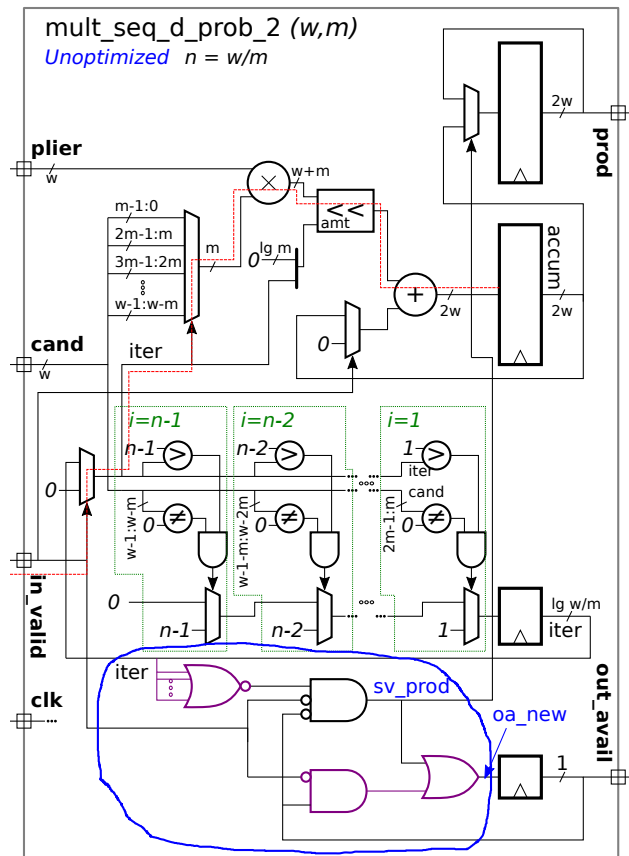 mult_seq_d_prob_2 (w,m)
Unoptimized n = w/m
2w
prod
plier
w
w+m
<<
amt
m-1:0
2m-1:m
3m-1:2m
w-1:w-m
m
0
lg m
accum
+
2w
2w
cand
w
iter
0
i=n-1
i=n-2
i=1
n-1
>
n-2
>
1
>
iter
0
cand
w-1:w-m
0
≠
w-1-m:w-2m
0
≠
2m-1:m
0
≠
in_valid
0
n-1
n-2
1
lg w/m
iter
iter
sv_prod
oa_new
out_avail
clk
1